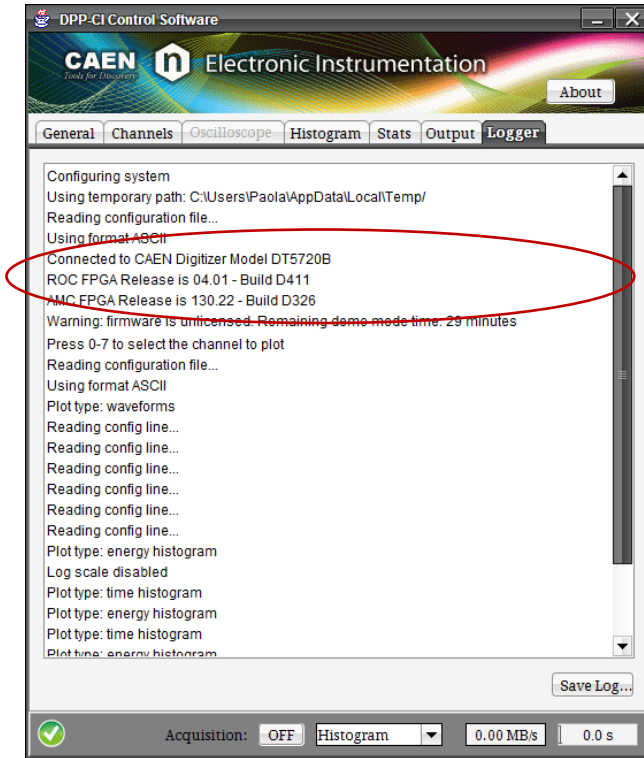 DPP-CI Control Software
CAEN
Tools for Discovery
n
Electronic Instrumentation
About
General Channels Oscilloscope Histogram Stats Output Logger
Configuring system
Using temporary path: C:\Users\Paola\AppData\Local\Temp/
Reading configuration file...
Using format ASCII
Connected to CAEN Digitizer Model DT5720B
ROC FPGA Release is 04.01 - Build D411
AMC FPGA Release is 130.22 - Build D326
Warning: firmware is unlicensed. Remaining demo mode time: 29 minutes
Press 0-7 to select the channel to plot
Reading configuration file...
Using format ASCII
Plot type: waveforms
Reading config line...
Reading config line...
Reading config line...
Reading config line...
Reading config line...
Reading config line...
Plot type: energy histogram
Log scale disabled
Plot type: time histogram
Plot type: energy histogram
Plot type: time histogram
Plot type: energy histogram
Save Log...
Acquisition: OFF Histogram 0.00 MB/s 0.0 s